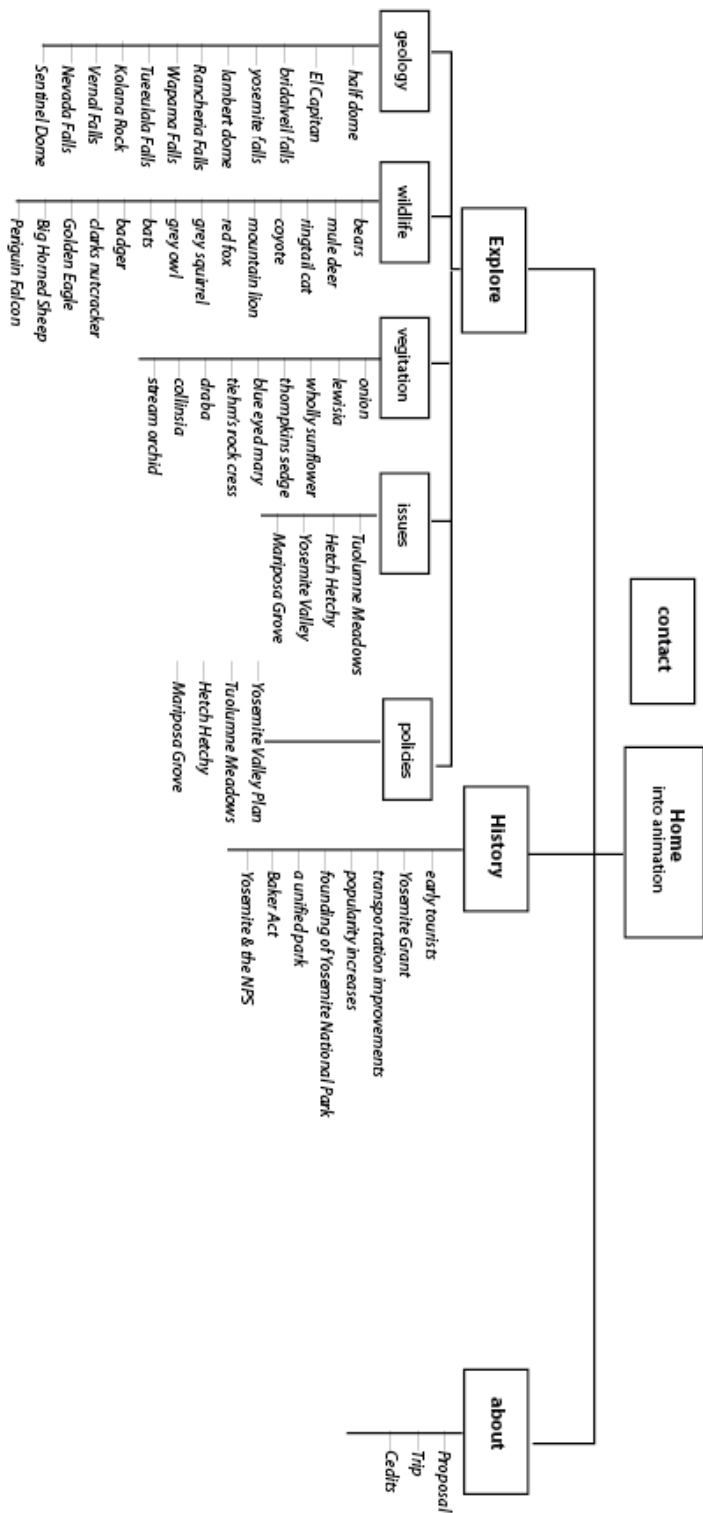 contact
Home
into animation
Explore
History
about
geology
wildlife
vegitation
issues
policies
half dome
El Capitan
bridalveil falls
yosemite falls
lambert dome
Rancheria Falls
Wapama Falls
Tueeulala Falls
Kolana Rock
Vernal Falls
Nevada Falls
Sentinel Dome
bears
mule deer
ringtail cat
coyote
mountain lion
red fox
grey squirrel
grey owl
bats
badger
clarks nutcracker
Golden Eagle
Big Horned Sheep
Periguin Falcon
onion
lewisia
wholly sunflower
thompkins sedge
blue eyed mary
tiehm's rock cress
draba
collinsia
stream orchid
Tuolumne Meadows
Hetch Hetchy
Yosemite Valley
Mariposa Grove
Yosemite Valley Plan
Tuolumne Meadows
Hetch Hetchy
Mariposa Grove
early tourists
Yosemite Grant
transportation improvements
popularity increases
founding of Yosemite National Park
a unified park
Baker Act
Yosemite & the NPS
Proposal
Trip
Cedits